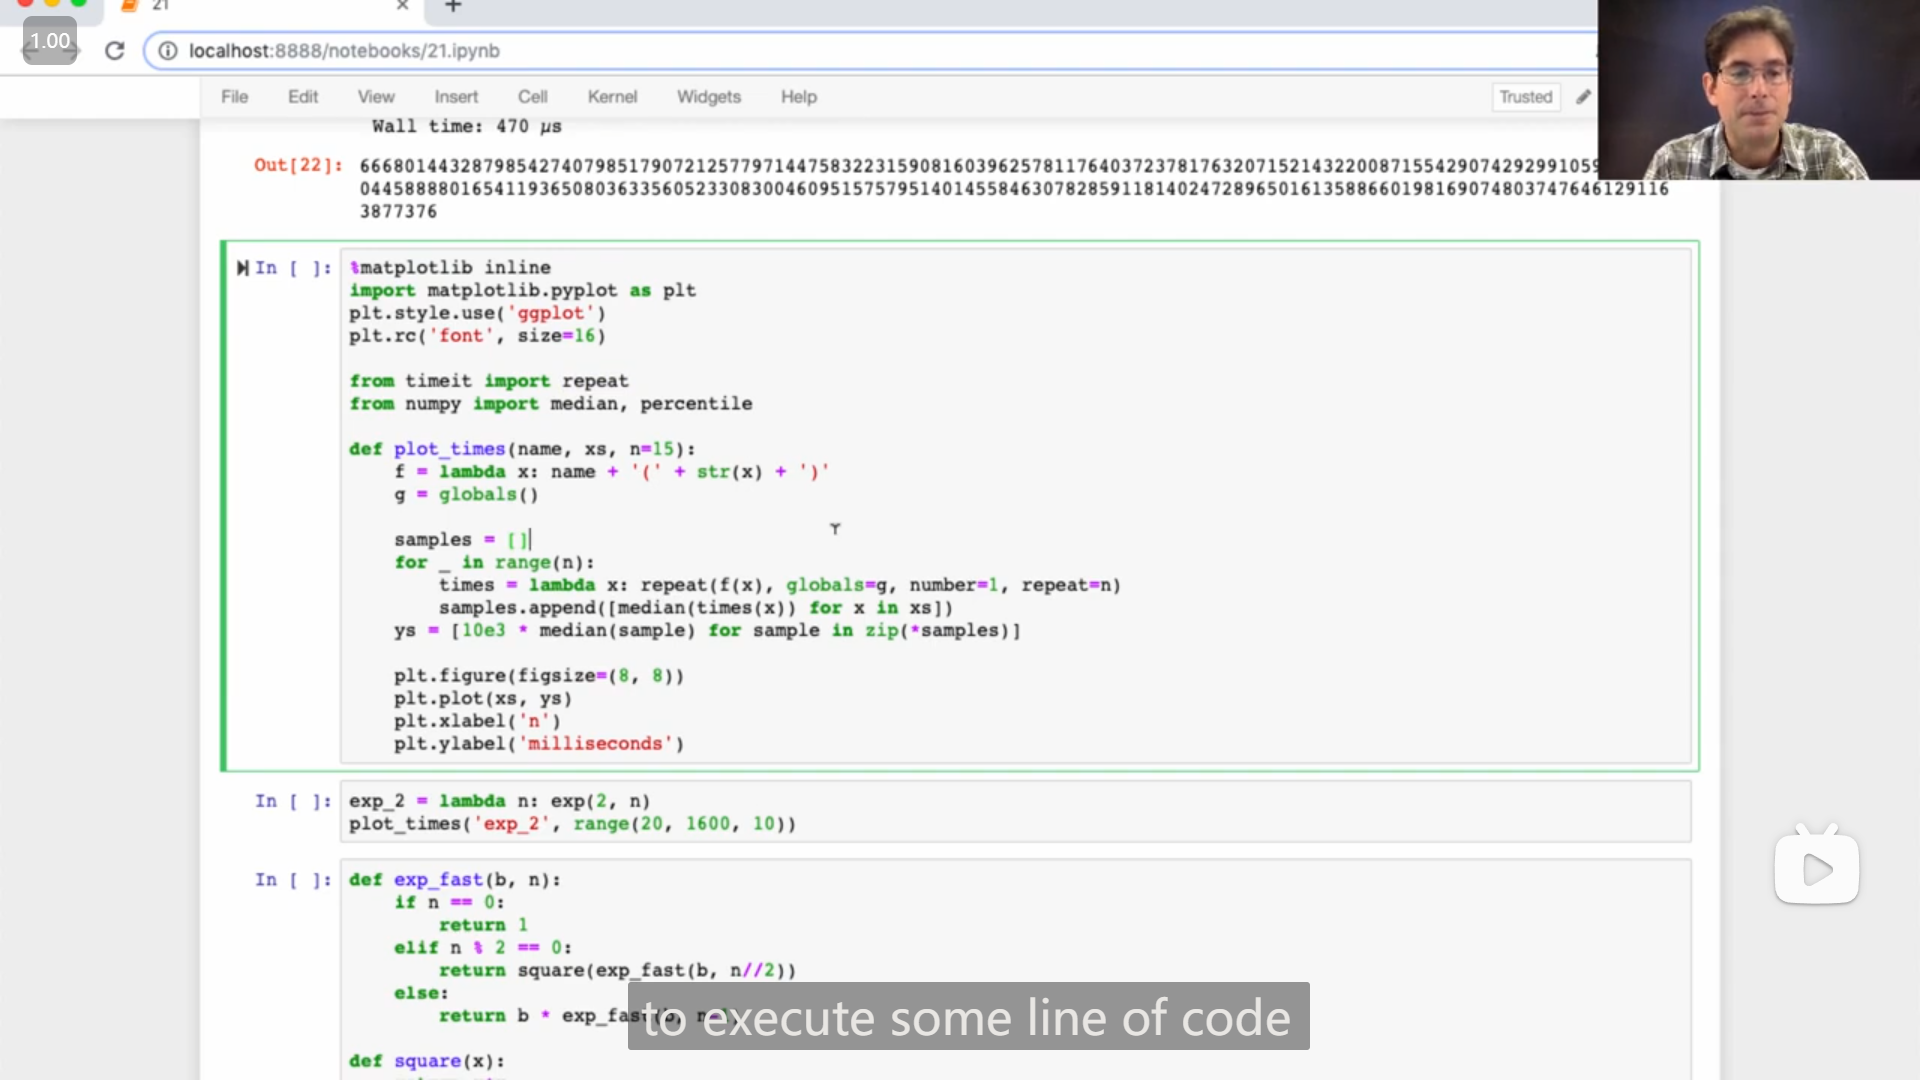 21
1.00
localhost:8888/notebooks/21.ipynb
File Edit View Insert Cell Kernel Widgets Help Trusted
Wall time: 470 µs
Out[22]:
3877376
In [ ]: %matplotlib inline
import matplotlib.pyplot as plt
plt.style.use('ggplot')
plt.rc('font', size=16)
from timeit import repeat
from numpy import median, percentile
def plot_times(name, xs, n=15):
f = lambda x: name + '(' + str(x) + ')'
g = globals()
samples = []
for _ in range(n):
times = lambda x: repeat(f(x), globals=g, number=1, repeat=n)
samples.append([median(times(x)) for x in xs])
ys = [10e3 * median(sample) for sample in zip(*samples)]
plt.figure(figsize=(8, 8))
plt.plot(xs, ys)
plt.xlabel('n')
plt.ylabel('milliseconds')
In [ ]: exp_2 = lambda n: exp(2, n)
plot_times('exp_2', range(20, 1600, 10))
In [ ]: def exp_fast(b, n):
if n == 0:
return 1
elif n % 2 == 0:
return square(exp_fast(b, n//2))
else:
return b * exp_fast
to execute some line of code
def square(x):